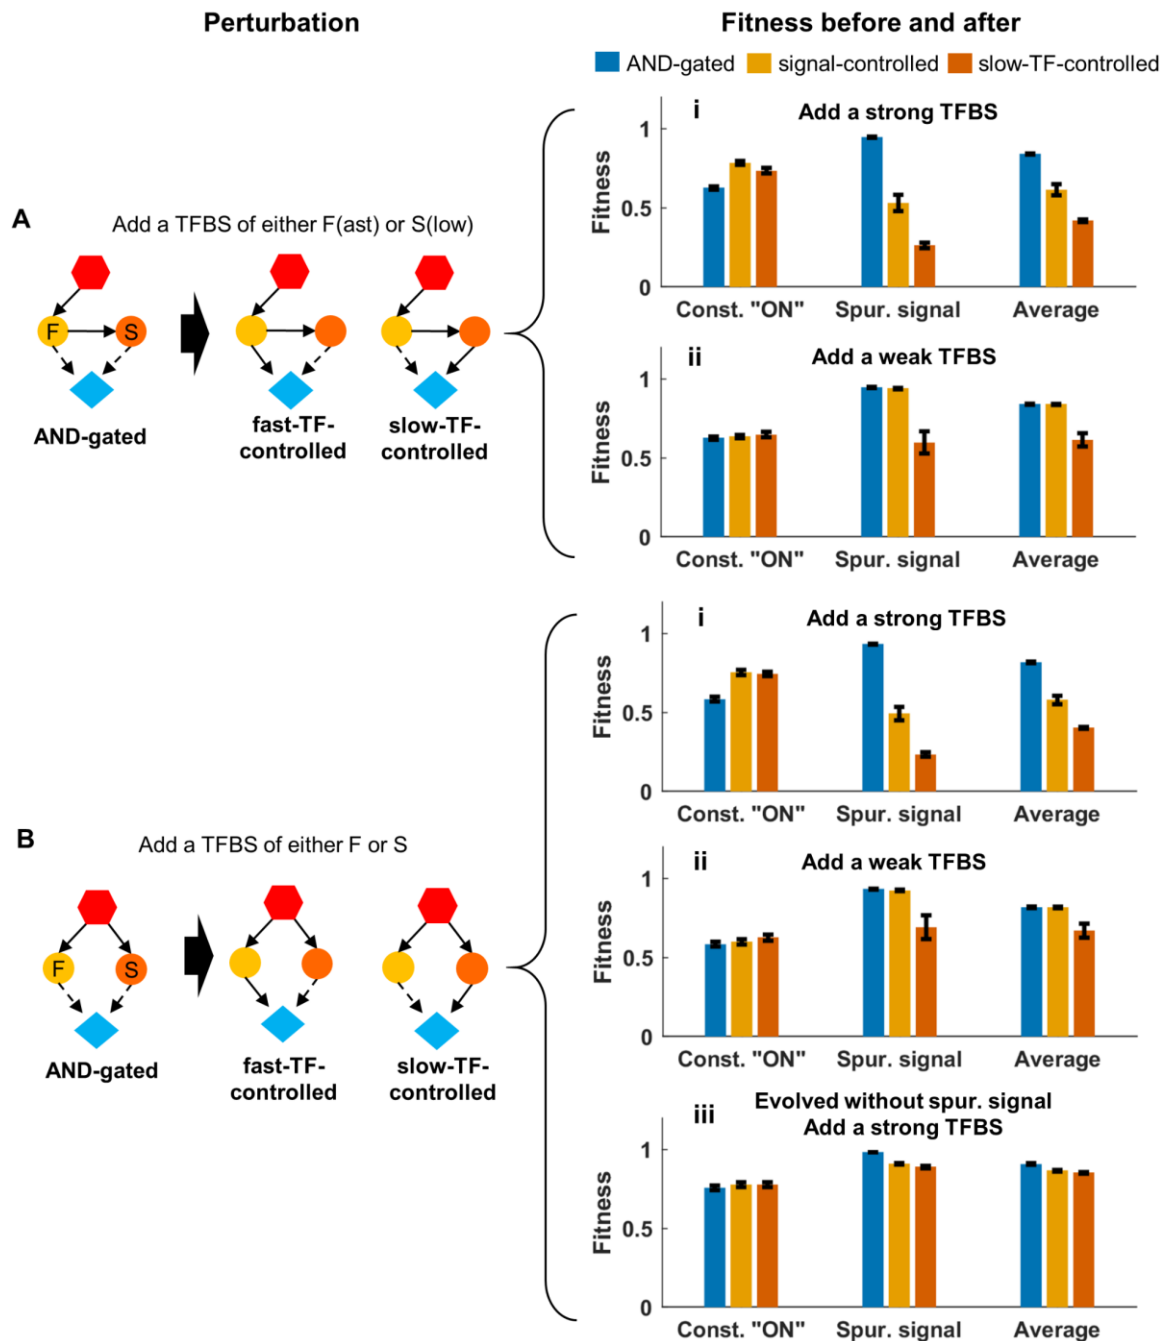 Perturbation
Fitness before and after
AND-gated signal-controlled slow-TF-controlled
A
Add a TFBS of either F(ast) or S(low)
F
S
AND-gated
fast-TF-
controlled
slow-TF-
controlled
i
Add a strong TFBS
Fitness
1
0.5
0
Const. "ON" Spur. signal Average
ii
Add a weak TFBS
Fitness
1
0.5
0
Const. "ON" Spur. signal Average
B
Add a TFBS of either F or S
F
S
AND-gated
fast-TF-
controlled
slow-TF-
controlled
i
Add a strong TFBS
Fitness
1
0.5
0
Const. "ON" Spur. signal Average
ii
Add a weak TFBS
Fitness
1
0.5
0
Const. "ON" Spur. signal Average
iii
Evolved without spur. signal
Add a strong TFBS
Fitness
1
0.5
0
Const. "ON" Spur. signal Average